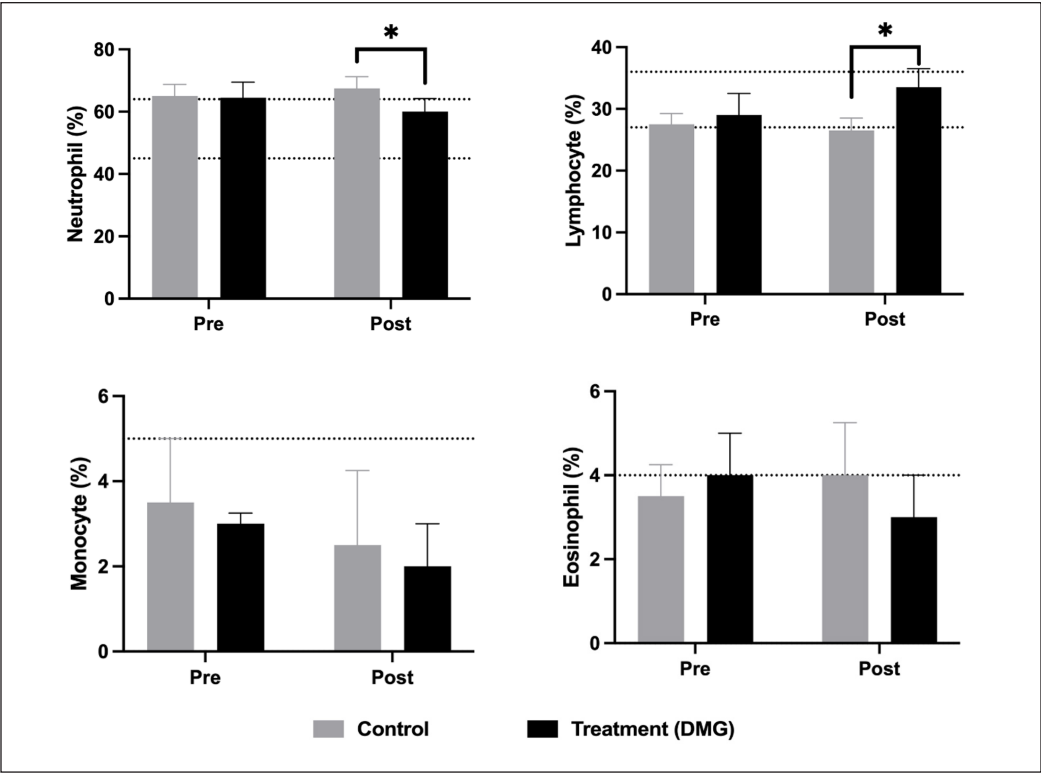 Neutrophil (%)
80
60
40
20
0
*
Pre
Post
Lymphocyte (%)
40
30
20
10
0
*
Pre
Post
Monocyte (%)
6
4
2
0
Pre
Post
Eosinophil (%)
6
4
2
0
Pre
Post
Control
Treatment (DMG)